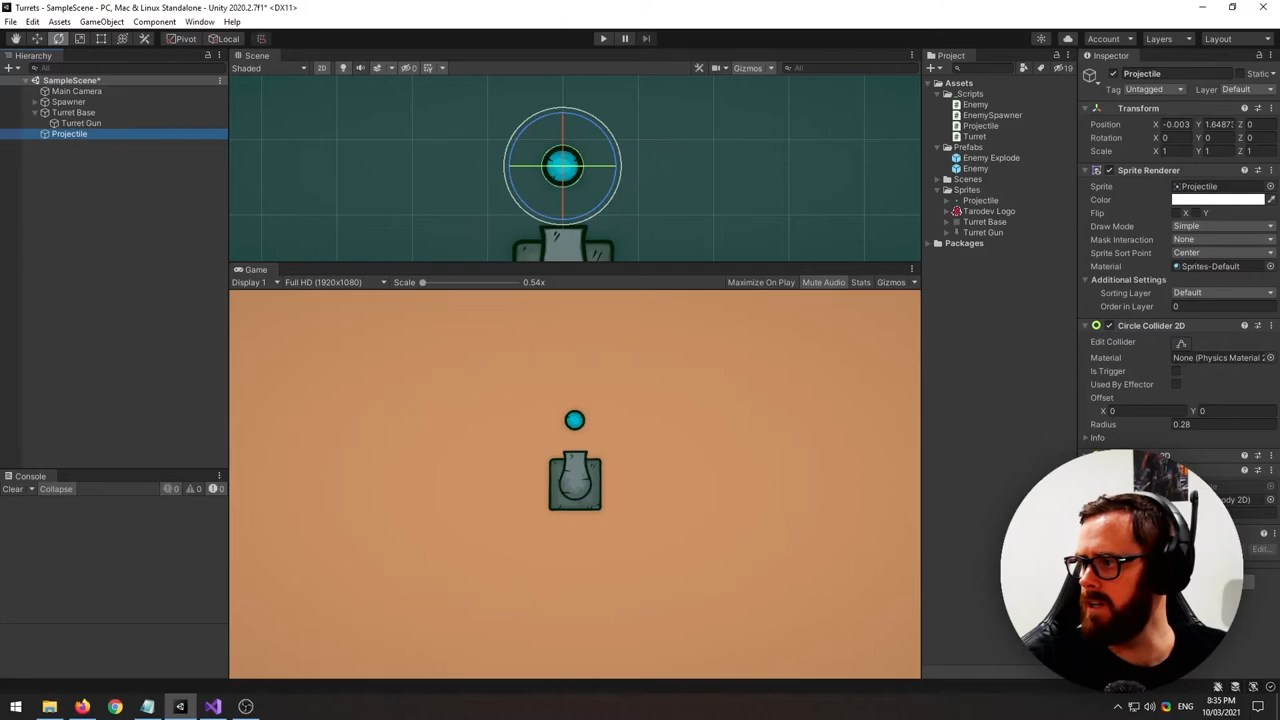 Turrets - SampleScene - PC, Mac & Linux Standalone - Unity 2020.2.7f1* <DX11>
File Edit Assets GameObject Component Window Help
Pivot Local Account Layers Layout
Hierarchy
All
SampleScene*
Main Camera
Spawner
Turret Base
Turret Gun
Projectile
Console
Clear Collapse 0 0 0
Scene
Shaded 2D 0 Gizmos All
Game
Display 1 Full HD (1920x1080) Scale 0.54x Maximize On Play Mute Audio Stats Gizmos
Project
19
Assets
_Scripts
Enemy
EnemySpawner
Projectile
Turret
Prefabs
Enemy Explode
Enemy
Scenes
Sprites
Projectile
Tarodev Logo
Turret Base
Turret Gun
Packages
Inspector
Projectile Static
Tag Untagged Layer Default
Transform
Position X -0.003 Y 1.6487 Z 0
Rotation X 0 Y 0 Z 0
Scale X 1 Y 1 Z 1
Sprite Renderer
Sprite Projectile
Color
Flip X Y
Draw Mode Simple
Mask Interaction None
Sprite Sort Point Center
Material Sprites-Default
Additional Settings
Sorting Layer Default
Order in Layer 0
Circle Collider 2D
Edit Collider
Material None (Physics Material 2
Is Trigger
Used By Effector
Offset
X 0 Y 0
Radius 0.28
Info
ody 2D)
Edit...
ENG
8:35 PM
10/03/2021